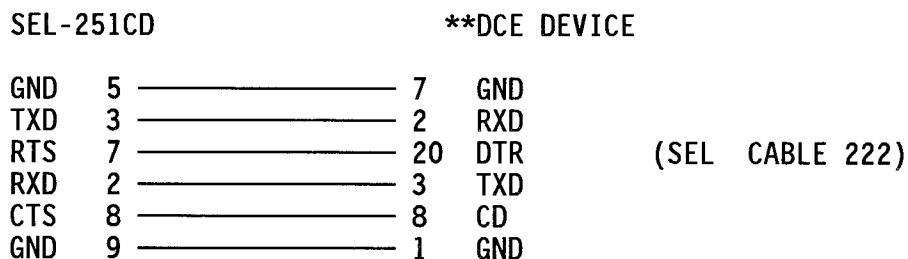 SEL-251CD **DCE DEVICE
GND 5 7 GND
TXD 3 2 RXD
RTS 7 20 DTR (SEL CABLE 222)
RXD 2 3 TXD
CTS 8 8 CD
GND 9 1 GND